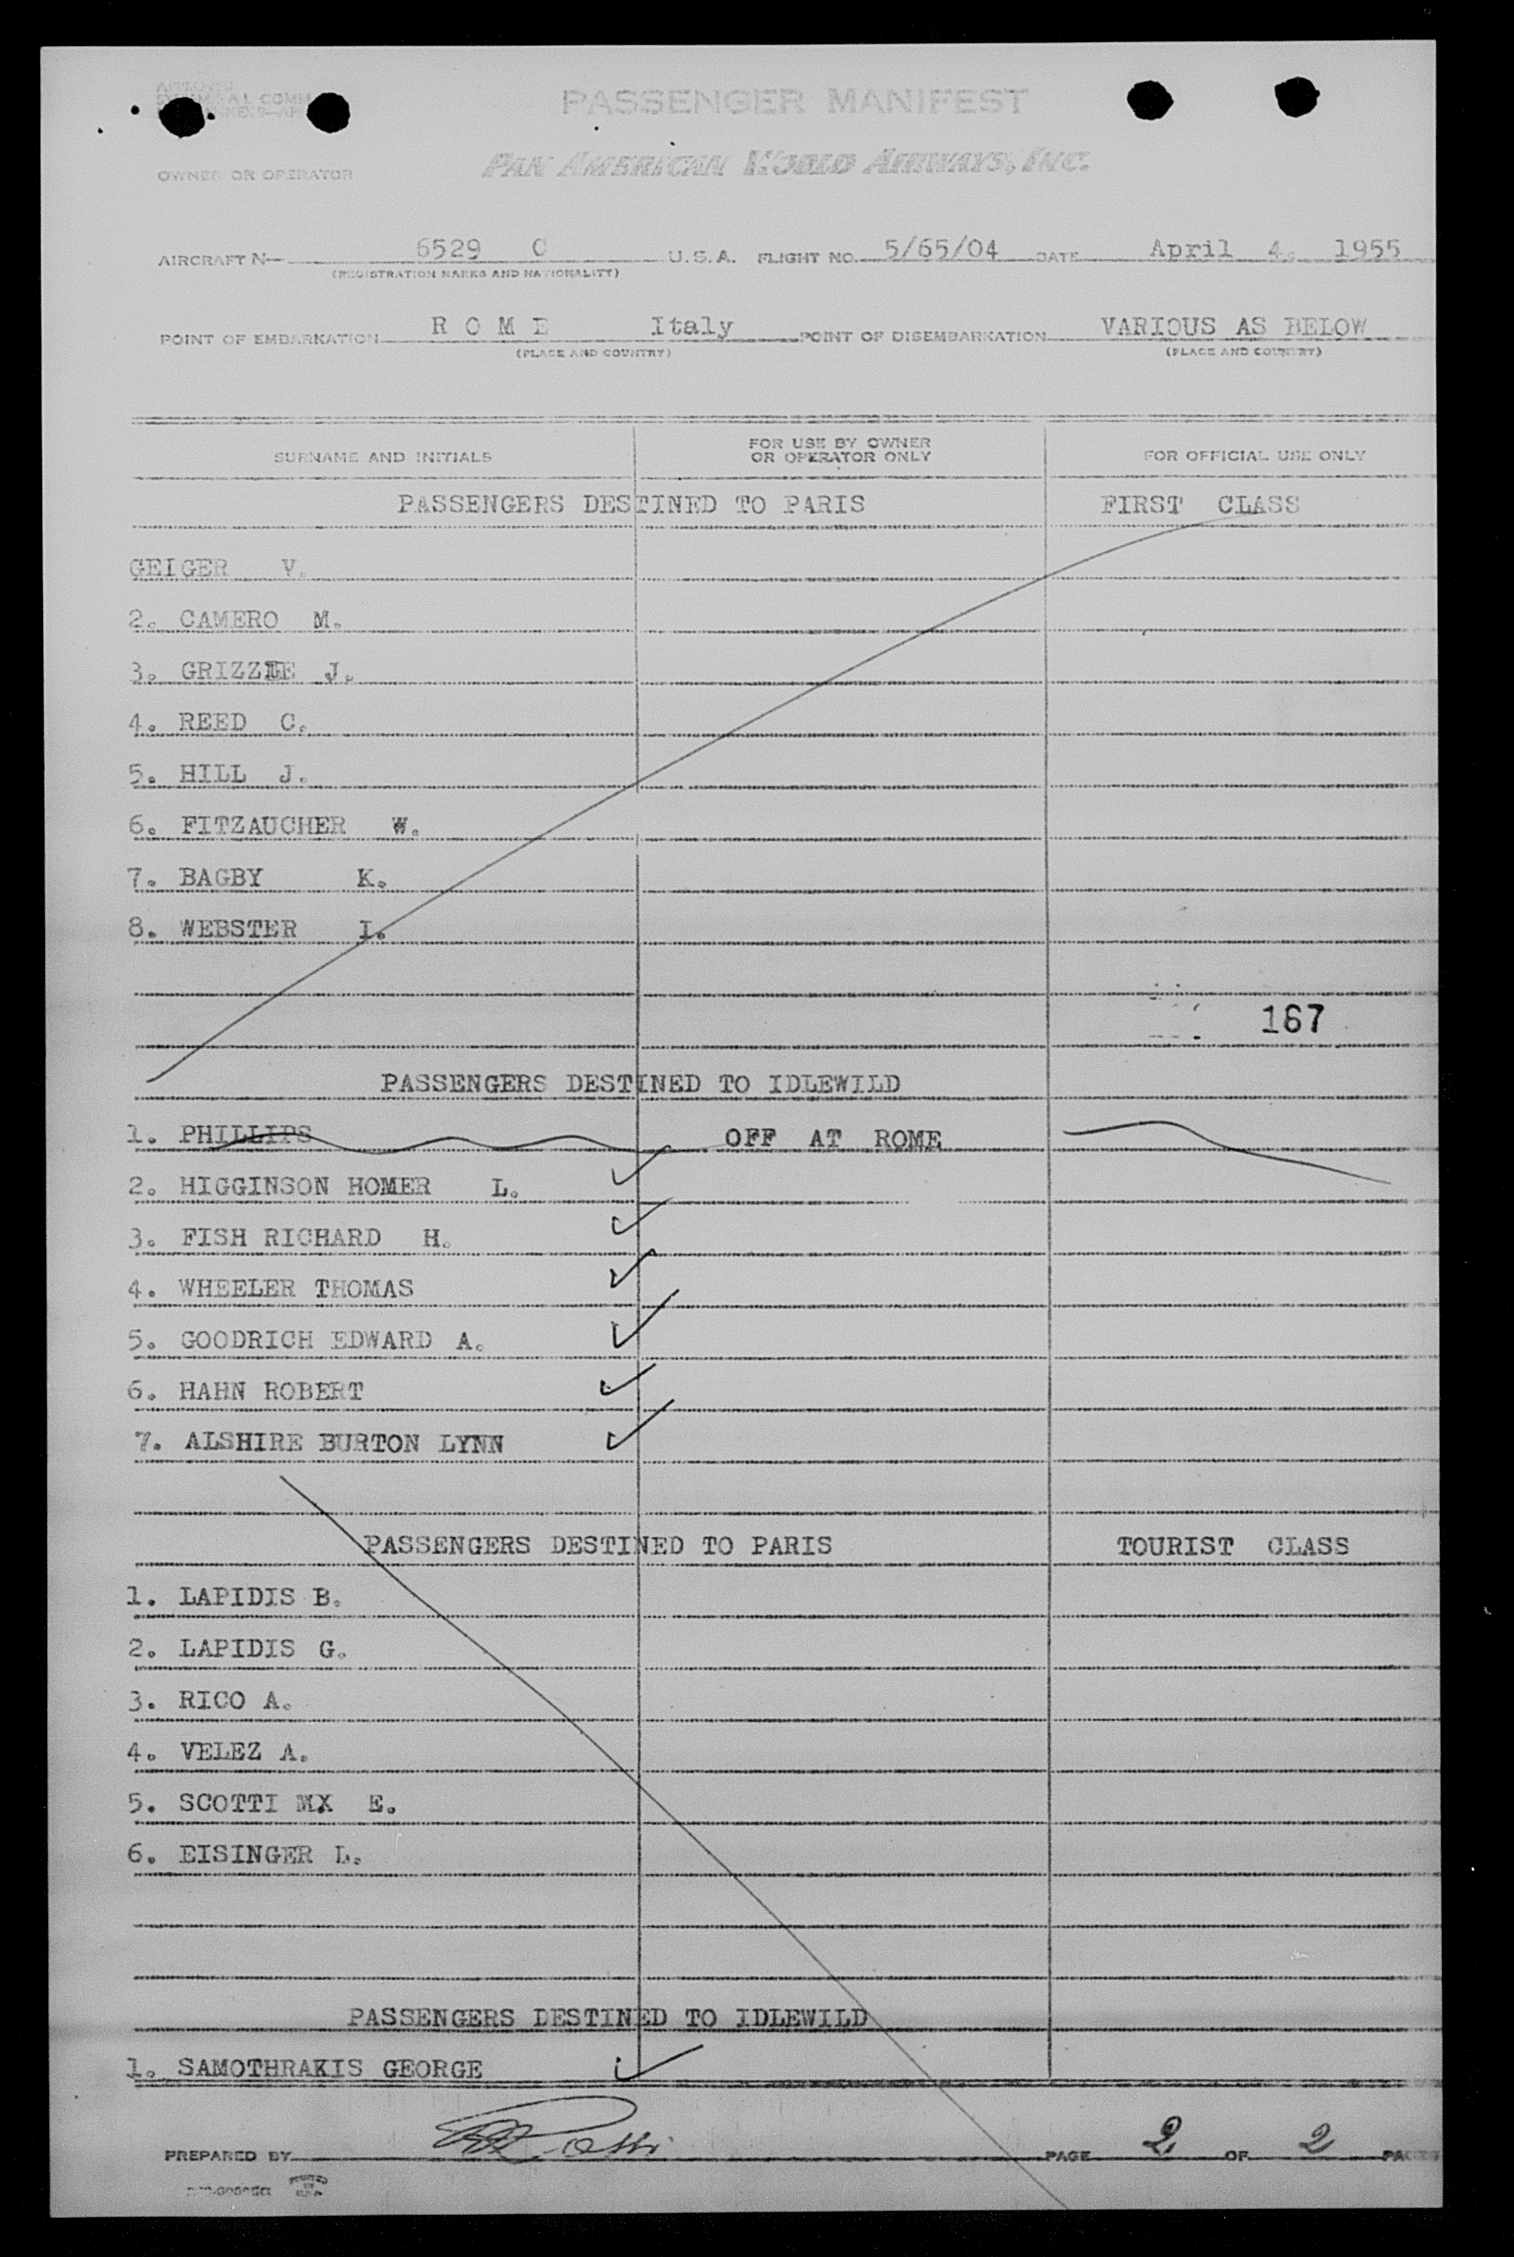 APPROVED
PASSENGER MANIFEST
PAN AMERICAN WORLD AIRWAYS, INC.
OWNER OR OPERATOR
AIRCRAFT N— 6529 C U.S.A. FLIGHT NO. 5/65/04 DATE April 4. 1955
(REGISTRATION MARKS AND NATIONALITY)
POINT OF EMBARKATION R O M E Italy POINT OF DISEMBARKATION VARIOUS AS BELOW
(PLACE AND COUNTRY) (PLACE AND COUNTRY)
SURNAME AND INITIALS FOR USE BY OWNER OR OPERATOR ONLY FOR OFFICIAL USE ONLY
PASSENGERS DESTINED TO PARIS FIRST CLASS
GEIGER V.
2. CAMERO M.
3. GRIZZLE J.
4. REED C.
5. HILL J.
6. FITZAUCHER W.
7. BAGBY K.
8. WEBSTER I.
167
PASSENGERS DESTINED TO IDLEWILD
1. PHILLIPS OFF AT ROME
2. HIGGINSON HOMER L.
3. FISH RICHARD H.
4. WHEELER THOMAS
5. GOODRICH EDWARD A.
6. HAHN ROBERT
7. ALSHIRE BURTON LYNN
PASSENGERS DESTINED TO PARIS TOURIST CLASS
1. LAPIDIS B.
2. LAPIDIS G.
3. RICO A.
4. VELEZ A.
5. SCOTTI MX E.
6. EISINGER L.
PASSENGERS DESTINED TO IDLEWILD
1. SAMOTHRAKIS GEORGE
PREPARED BY PAGE 2 OF 2 PAGES
PRINTED IN U.S.A.